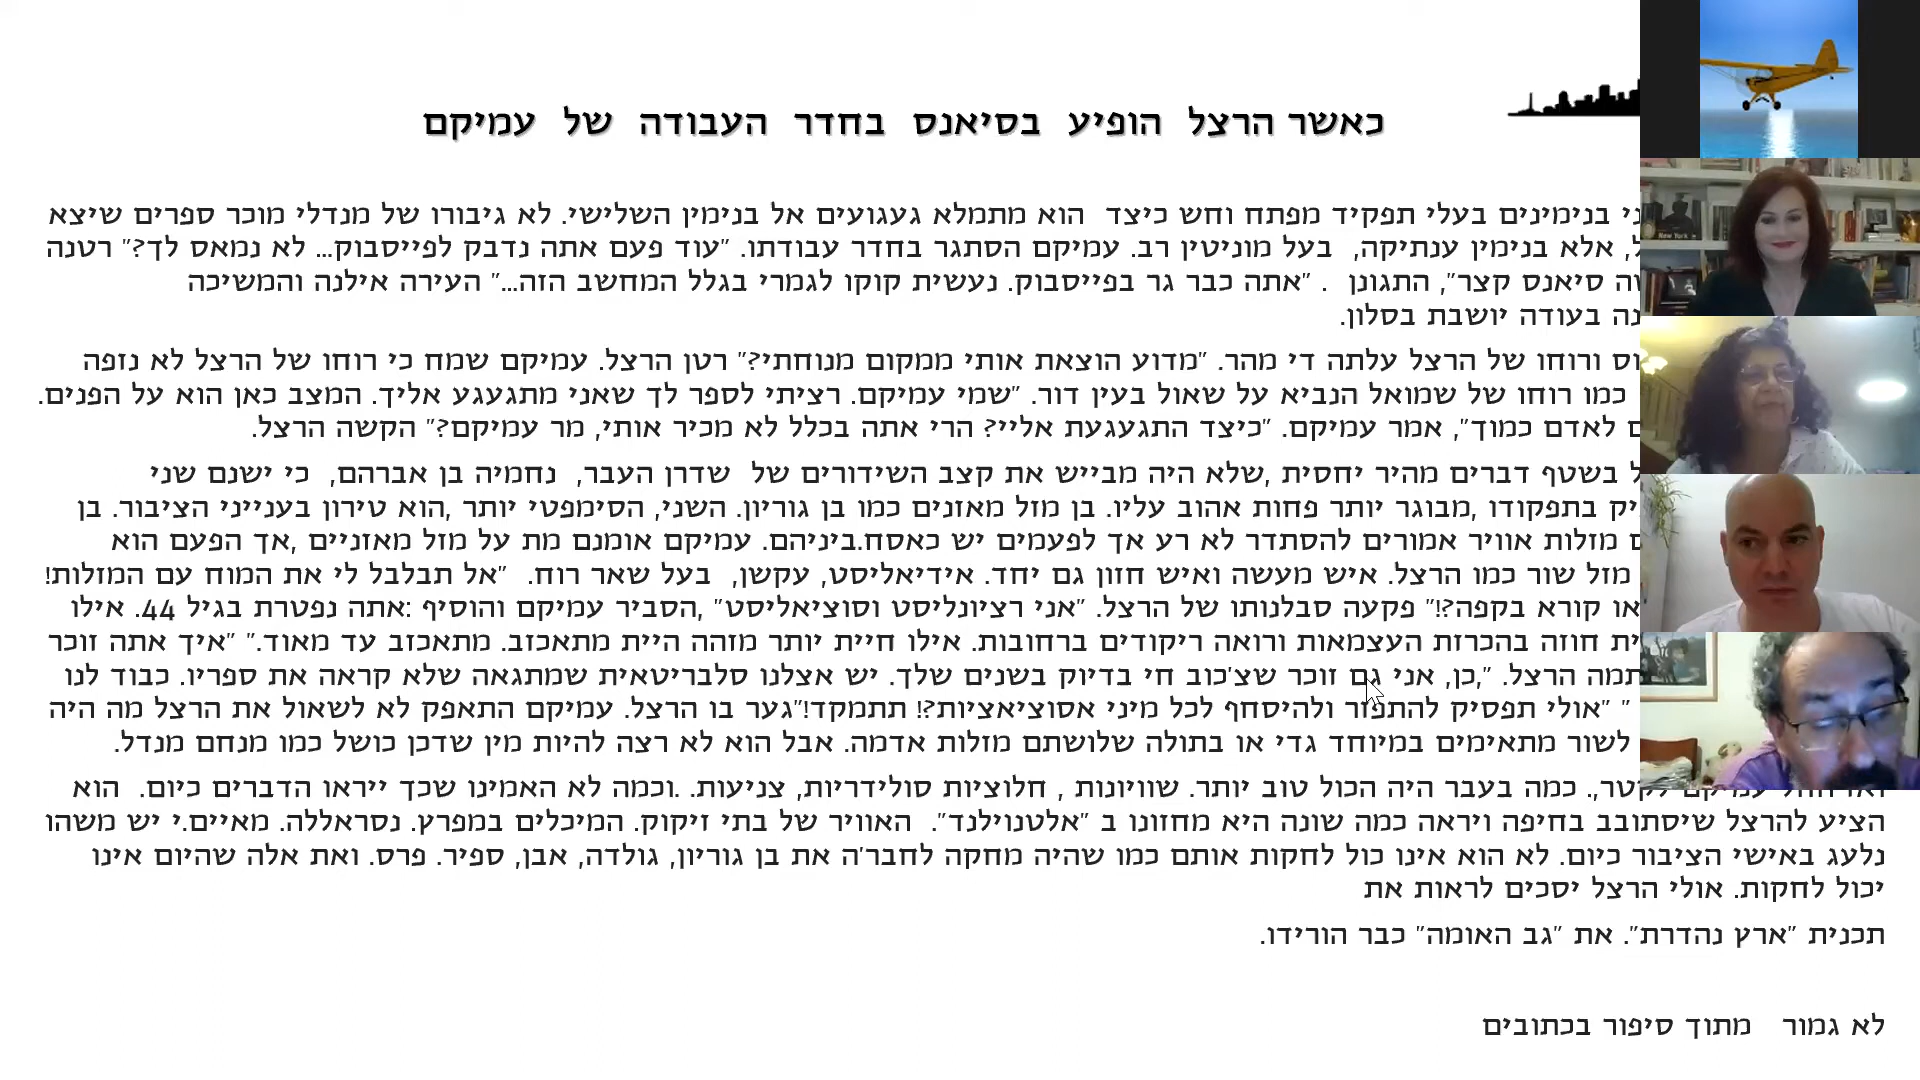 כאשר הרצל הופיע בסיאנס בחדר העבודה של עמיקם
בנימינים בעלי תפקיד מפתח וחש כיצד הוא מתמלא געגועים אל בנימין השלישי. לא גיבורו של מנדלי מוכר ספרים שיצא
אלא בנימין ענתיקה, בעל מוניטין רב. עמיקם הסתגר בחדר עבודתו. "עוד פעם אתה נדבק לפייסבוק... לא נמאס לך?" רטנה
סיאנס קצר", התגונן . "אתה כבר גר בפייסבוק. נעשית קוקו לגמרי בגלל המחשב הזה..." העירה אילנה והמשיכה
בעודה יושבת בסלון.
ורוחו של הרצל עלתה די מהר. "מדוע הוצאת אותי ממקום מנוחתי?" רטן הרצל. עמיקם שמח כי רוחו של הרצל לא נזפה
כמו רוחו של שמואל הנביא על שאול בעין דור. "שמי עמיקם. רציתי לספר לך שאני מתגעגע אליך. המצב כאן הוא על הפנים.
לאדם כמוך", אמר עמיקם. "כיצד התגעגעת אליי? הרי אתה בכלל לא מכיר אותי, מר עמיקם?" הקשה הרצל.
בשטף דברים מהיר יחסית ,שלא היה מבייש את קצב השידורים של שדרן העבר, נחמיה בן אברהם, כי ישנם שני
בתפקודו ,מבוגר יותר פחות אהוב עליו. בן מזל מאזנים כמו בן גוריון. השני, הסימפטי יותר ,הוא טירון בענייני הציבור. בן
מזלות אוויר אמורים להסתדר לא רע אך לפעמים יש כאסח.ביניהם. עמיקם אומנם מת על מזל מאזניים ,אך הפעם הוא
מזל שור כמו הרצל. איש מעשה ואיש חזון גם יחד. אידיאליסט, עקשן, בעל שאר רוח. "אל תבלבל לי את המוח עם המזלות!
או קורא בקפה?!" פקעה סבלנותו של הרצל. "אני רציונליסט וסוציאליסט" ,הסביר עמיקם והוסיף :אתה נפטרת בגיל 44. אילו
חוזה בהכרזת העצמאות ורואה ריקודים ברחובות. אילו חיית יותר מזהה היית מתאכזב. מתאכזב עד מאוד." "איך אתה זוכר
תמה הרצל. ",כן, אני גם זוכר שצ'כוב חי בדיוק בשנים שלך. יש אצלנו סלבריטאית שמתגאה שלא קראה את ספריו. כבוד לנו
" "אולי תפסיק להתפזר ולהיסחף לכל מיני אסוציאציות?! תתמקד!"גער בו הרצל. עמיקם התאפק לא לשאול את הרצל מה היה
לשור מתאימים במיוחד גדי או בתולה שלושתם מזלות אדמה. אבל הוא לא רצה להיות מין שדכן כושל כמו מנחם מנדל.
עמיקם לקטר,. כמה בעבר היה הכול טוב יותר. שוויונות , חלוציות סולידריות, צניעות. .וכמה לא האמינו שכך ייראו הדברים כיום. הוא
הציע להרצל שיסתובב בחיפה ויראה כמה שונה היא מחזונו ב "אלטנוילנד". האוויר של בתי זיקוק. המיכלים במפרץ. נסראללה. מאיים.י יש משהו
נלעג באישי הציבור כיום. לא הוא אינו כול לחקות אותם כמו שהיה מחקה לחבר'ה את בן גוריון, גולדה, אבן, ספיר. פרס. ואת אלה שהיום אינו
יכול לחקות. אולי הרצל יסכים לראות את
תכנית "ארץ נהדרת". את "גב האומה" כבר הורידו.
לא גמור מתוך סיפור בכתובים
New York